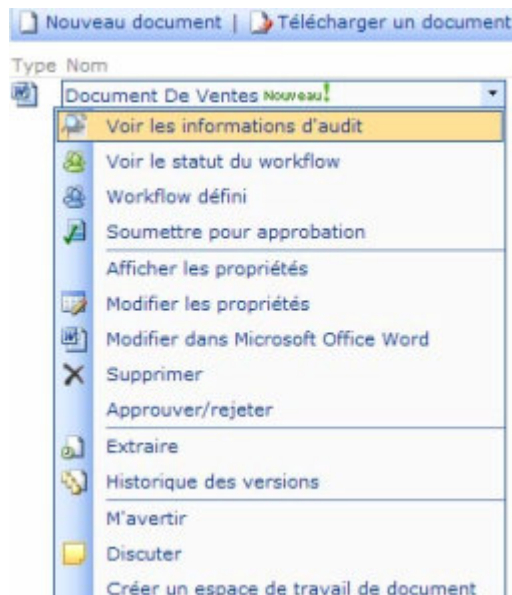 Nouveau document | Télécharger un document
Type Nom
Document De Ventes Nouveau!
Voir les informations d'audit
Voir le statut du workflow
Workflow défini
Soumettre pour approbation
Afficher les propriétés
Modifier les propriétés
Modifier dans Microsoft Office Word
Supprimer
Approuver/rejeter
Extraire
Historique des versions
M'avertir
Discuter
Créer un espace de travail de document